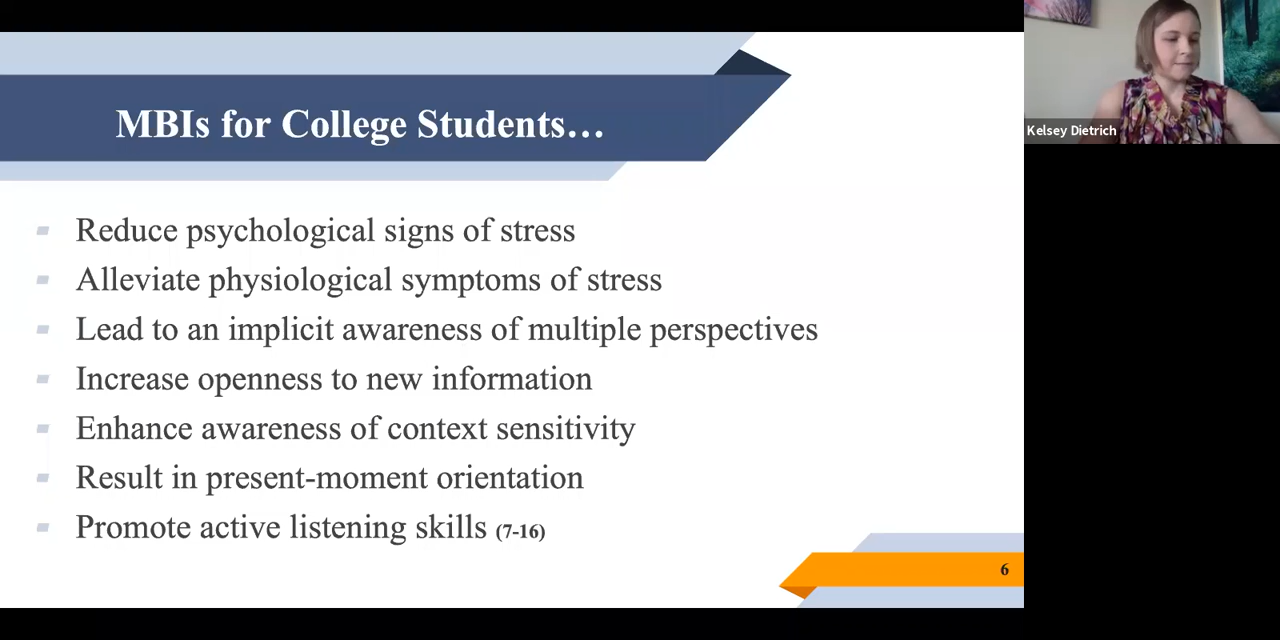 MBIs for College Students…
Kelsey Dietrich
Reduce psychological signs of stress
Alleviate physiological symptoms of stress
Lead to an implicit awareness of multiple perspectives
Increase openness to new information
Enhance awareness of context sensitivity
Result in present-moment orientation
Promote active listening skills (7-16)
6